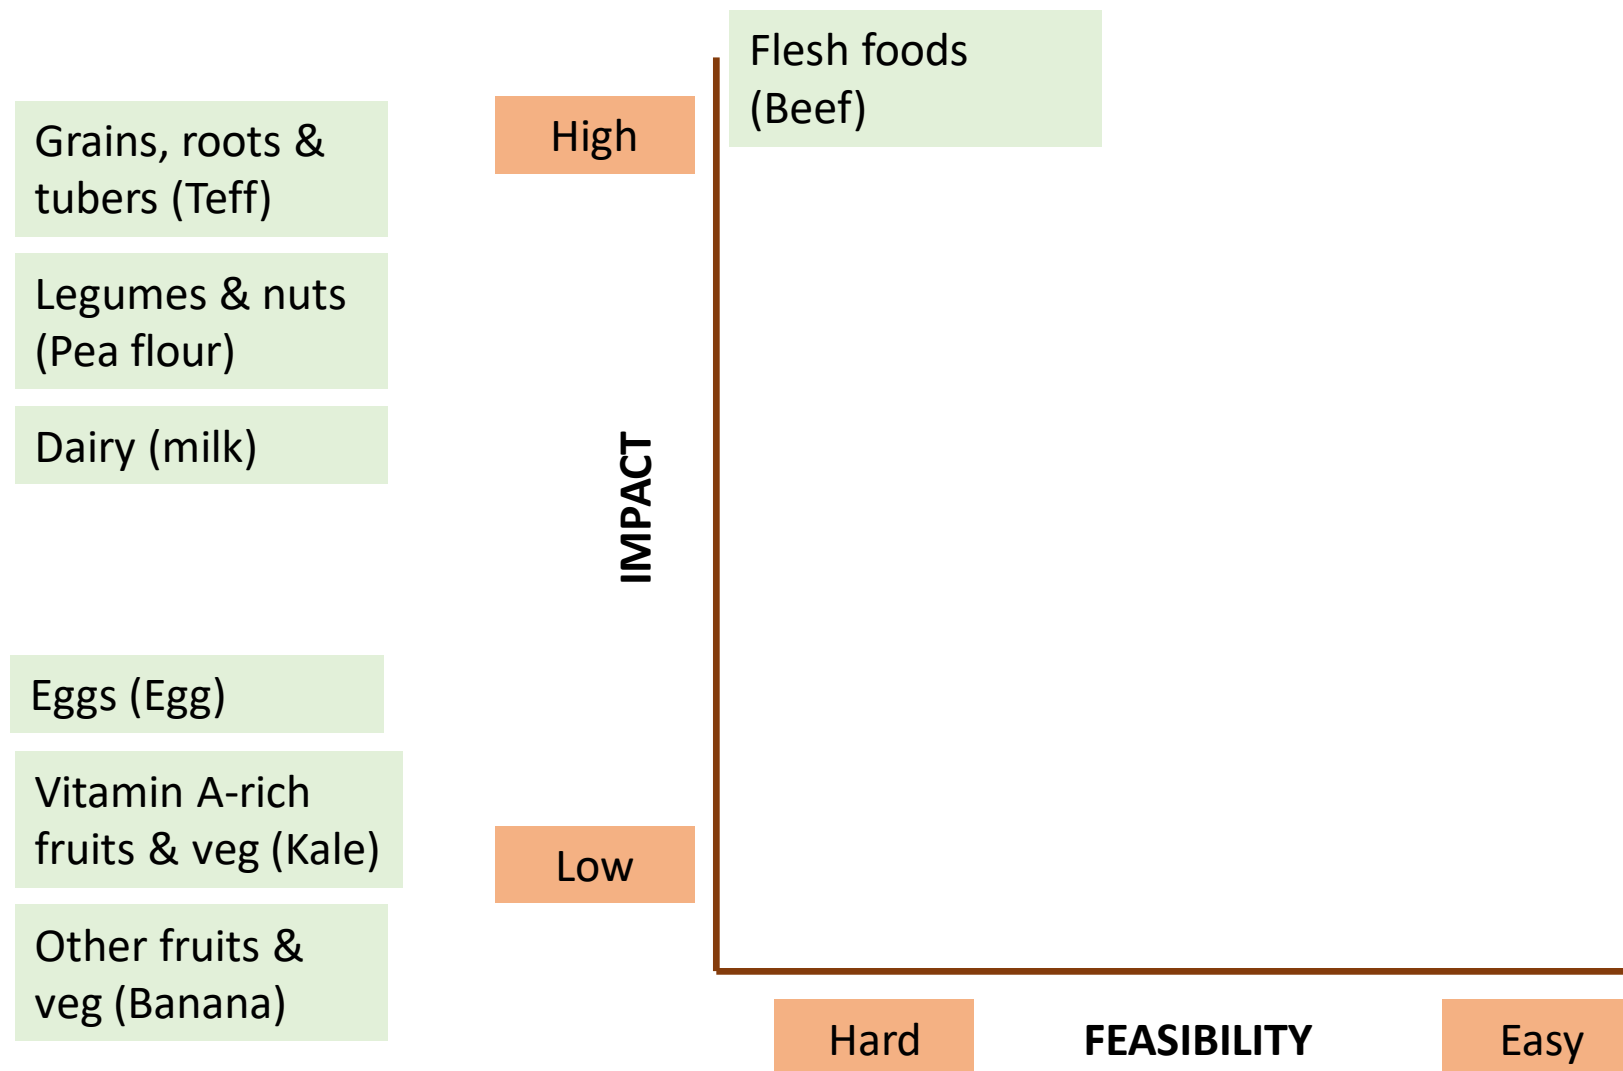 Flesh foods
(Beef)
High
Grains, roots &
tubers (Teff)
Legumes & nuts
(Pea flour)
Dairy (milk)
IMPACT
Eggs (Egg)
Vitamin A-rich
fruits & veg (Kale)
Low
Other fruits &
veg (Banana)
Hard
FEASIBILITY
Easy